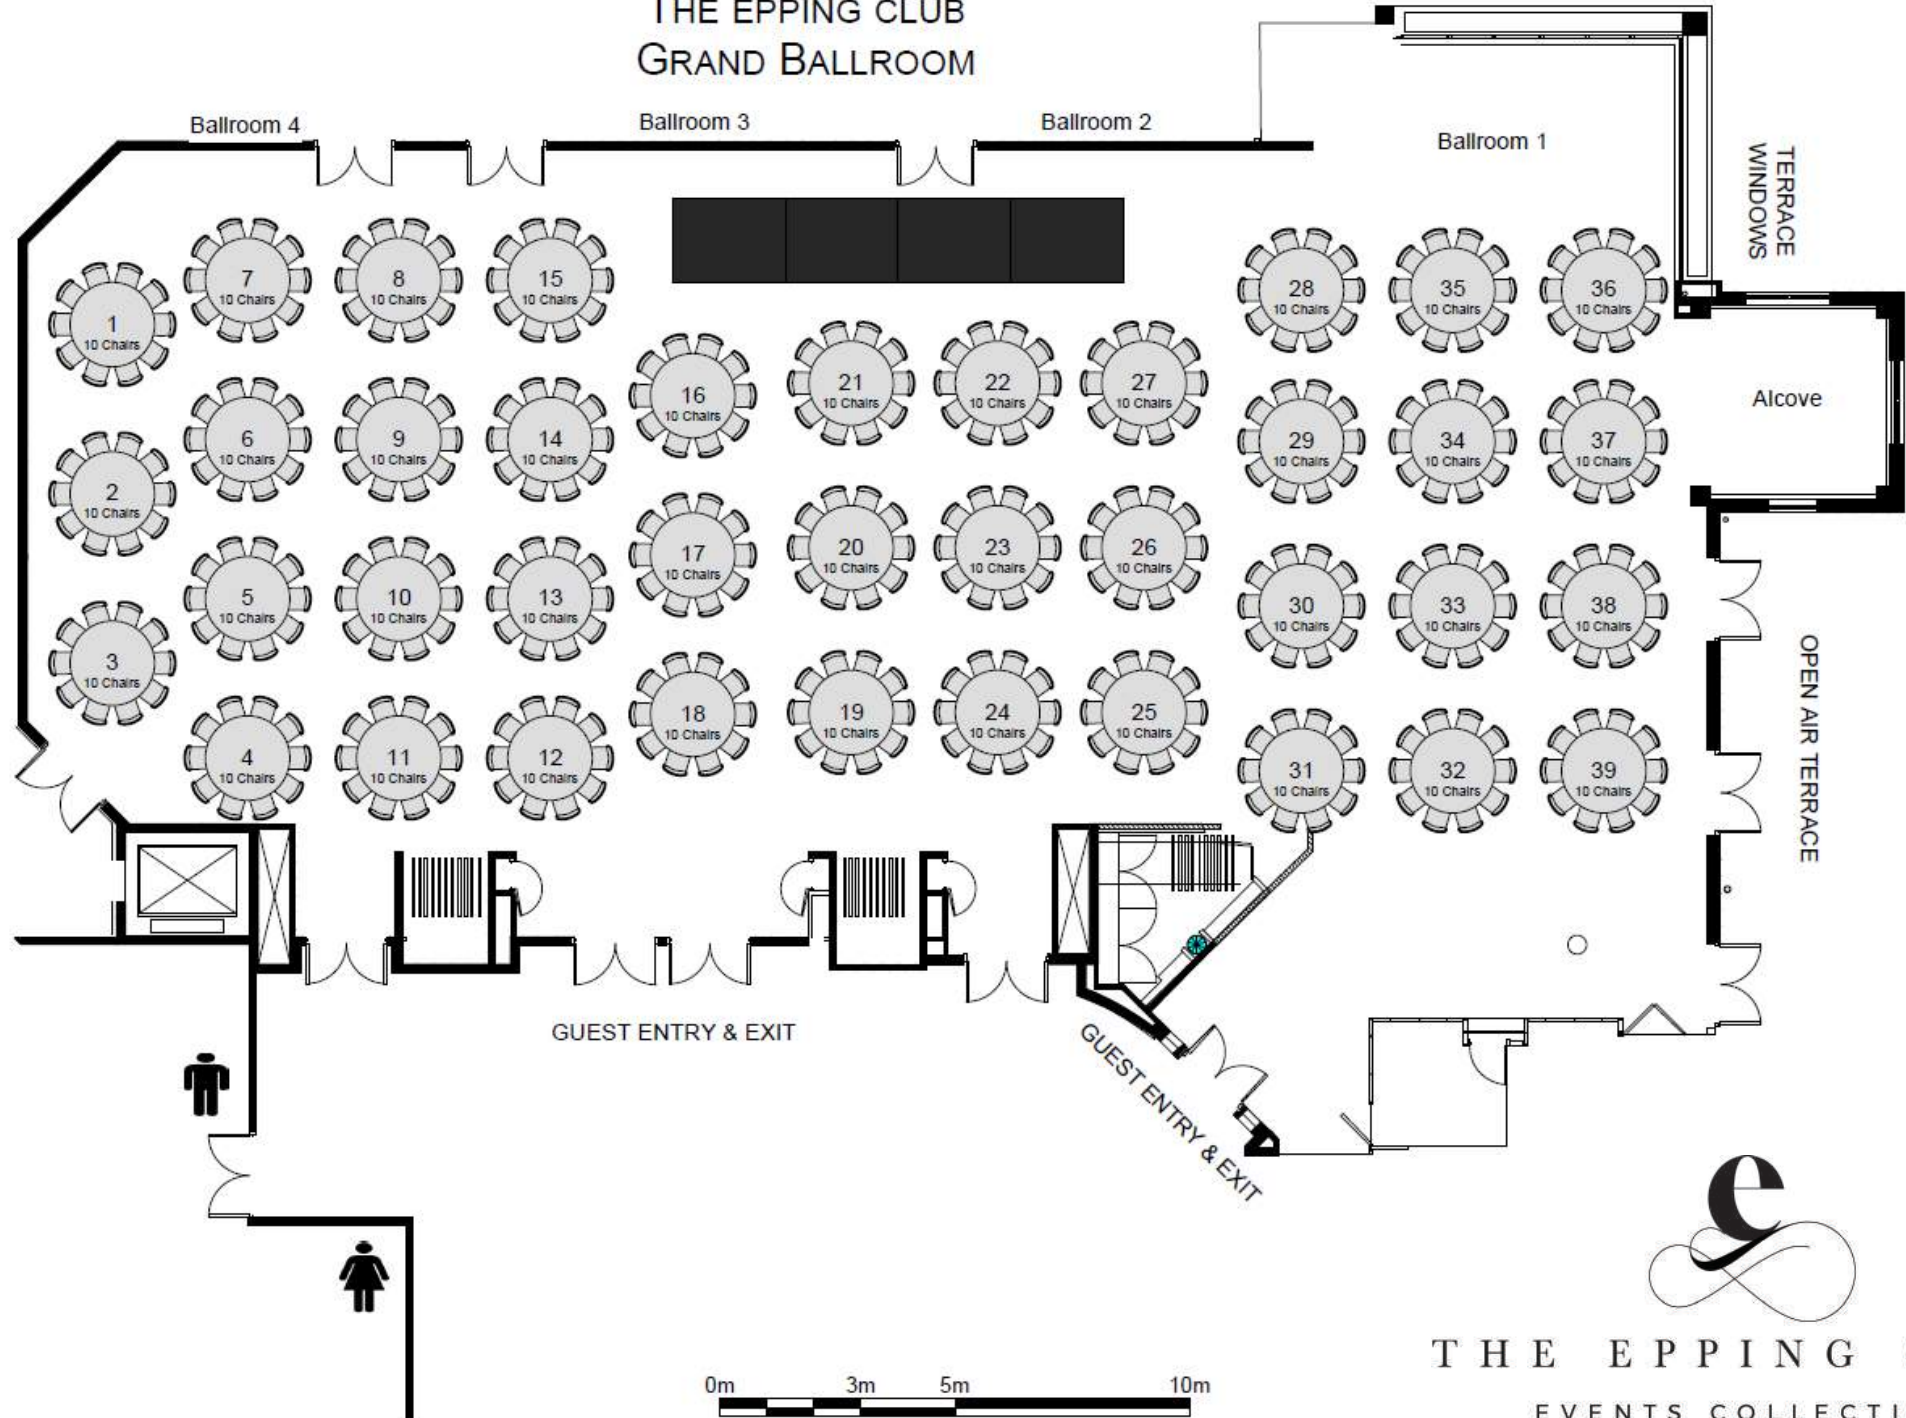 THE EPPING CLUB
GRAND BALLROOM
Ballroom 4
Ballroom 3
Ballroom 2
Ballroom 1
TERRACE
WINDOWS
7
10 Chairs
8
10 Chairs
15
10 Chairs
28
10 Chairs
35
10 Chairs
36
10 Chairs
1
10 Chairs
16
10 Chairs
21
10 Chairs
22
10 Chairs
27
10 Chairs
Alcove
6
10 Chairs
9
10 Chairs
14
10 Chairs
29
10 Chairs
34
10 Chairs
37
10 Chairs
2
10 Chairs
17
10 Chairs
20
10 Chairs
23
10 Chairs
26
10 Chairs
5
10 Chairs
10
10 Chairs
13
10 Chairs
30
10 Chairs
33
10 Chairs
38
10 Chairs
3
10 Chairs
18
10 Chairs
19
10 Chairs
24
10 Chairs
25
10 Chairs
4
10 Chairs
11
10 Chairs
12
10 Chairs
31
10 Chairs
32
10 Chairs
39
10 Chairs
OPEN AIR TERRACE
GUEST ENTRY & EXIT
GUEST ENTRY & EXIT
e
THE EPPING
EVENTS COLLECTI
0m 3m 5m 10m